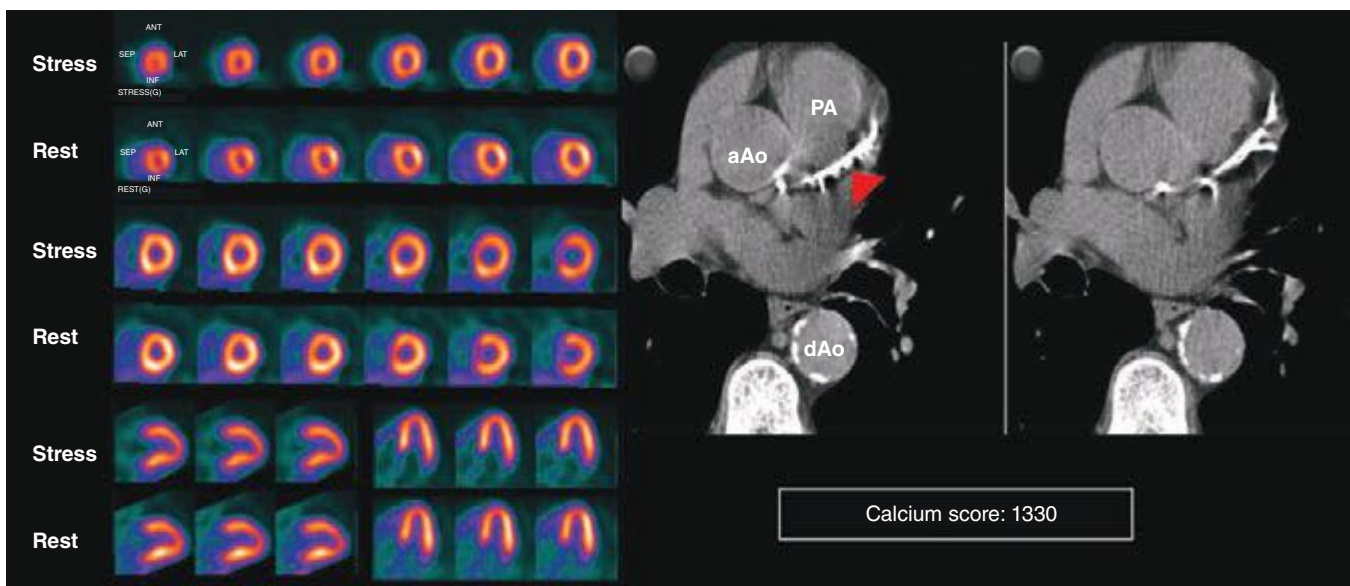 Stress
ANT
SEP
LAT
INF
STRESS(G)
Rest
ANT
SEP
LAT
INF
REST(G)
Stress
Rest
Stress
Rest
PA
aAo
dAo
Calcium score: 1330